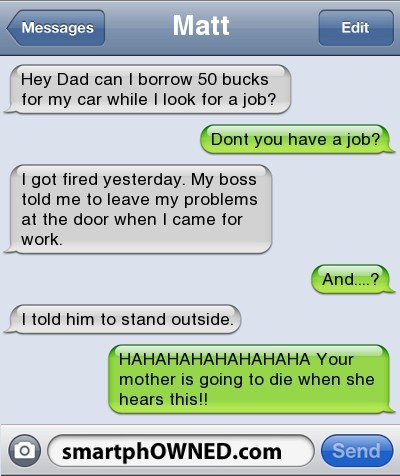 Messages
Matt
Edit
Hey Dad can I borrow 50 bucks
for my car while I look for a job?
Dont you have a job?
I got fired yesterday. My boss
told me to leave my problems
at the door when I came for
work.
And....?
I told him to stand outside.
HAHAHAHAHAHAHAHA Your
mother is going to die when she
hears this!!
smartphOWNED.com
Send